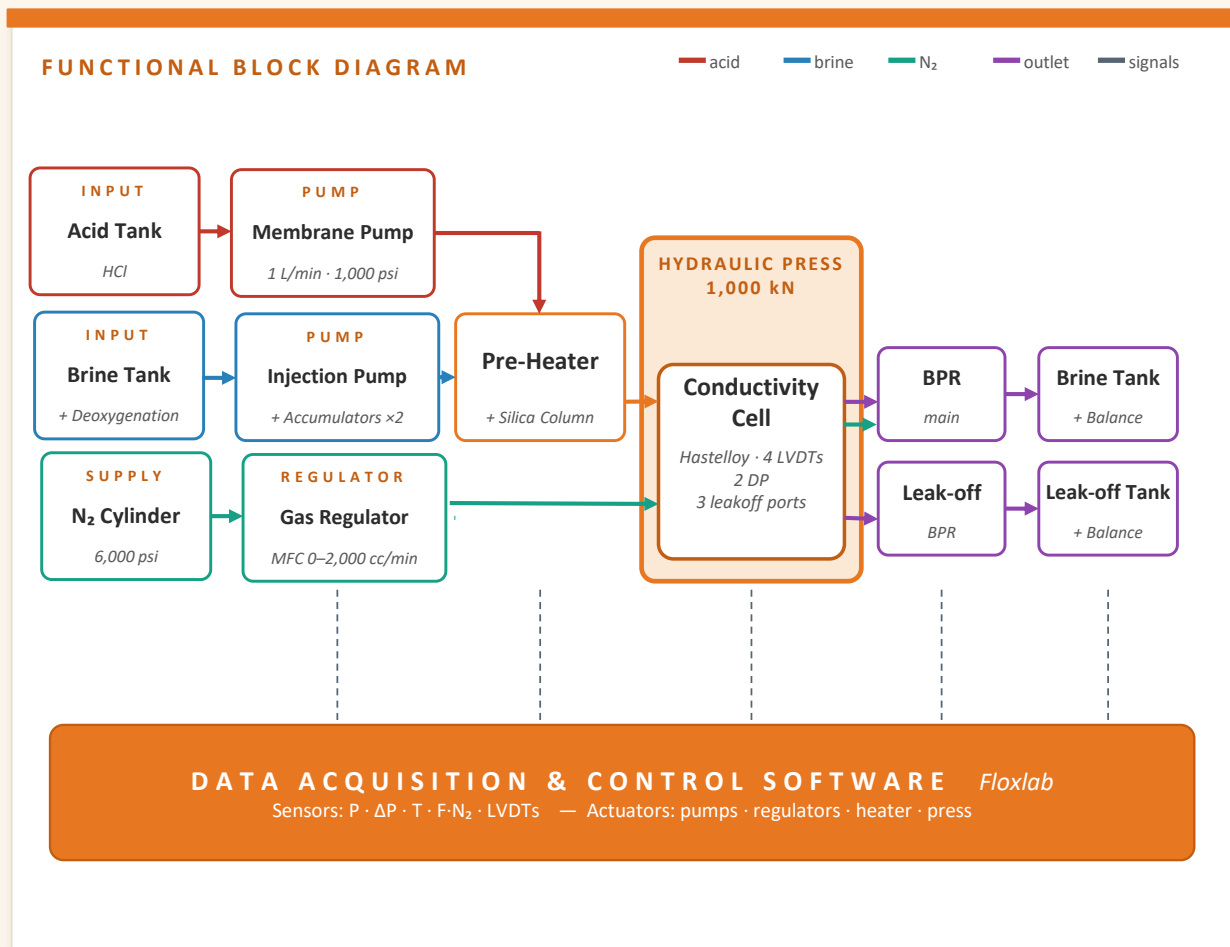 FUNCTIONAL BLOCK DIAGRAM
acid
brine
N₂
outlet
signals
INPUT
Acid Tank
HCl
PUMP
Membrane Pump
1 L/min · 1,000 psi
HYDRAULIC PRESS
1,000 kN
INPUT
Brine Tank
+ Deoxygenation
PUMP
Injection Pump
+ Accumulators ×2
Pre-Heater
+ Silica Column
Conductivity
Cell
Hastelloy · 4 LVDTs
2 DP
3 leakoff ports
BPR
main
Brine Tank
+ Balance
SUPPLY
N₂ Cylinder
6,000 psi
REGULATOR
Gas Regulator
MFC 0–2,000 cc/min
Leak-off
BPR
Leak-off Tank
+ Balance
DATA ACQUISITION & CONTROL SOFTWARE Floxlab
Sensors: P · ΔP · T · F·N₂ · LVDTs — Actuators: pumps · regulators · heater · press